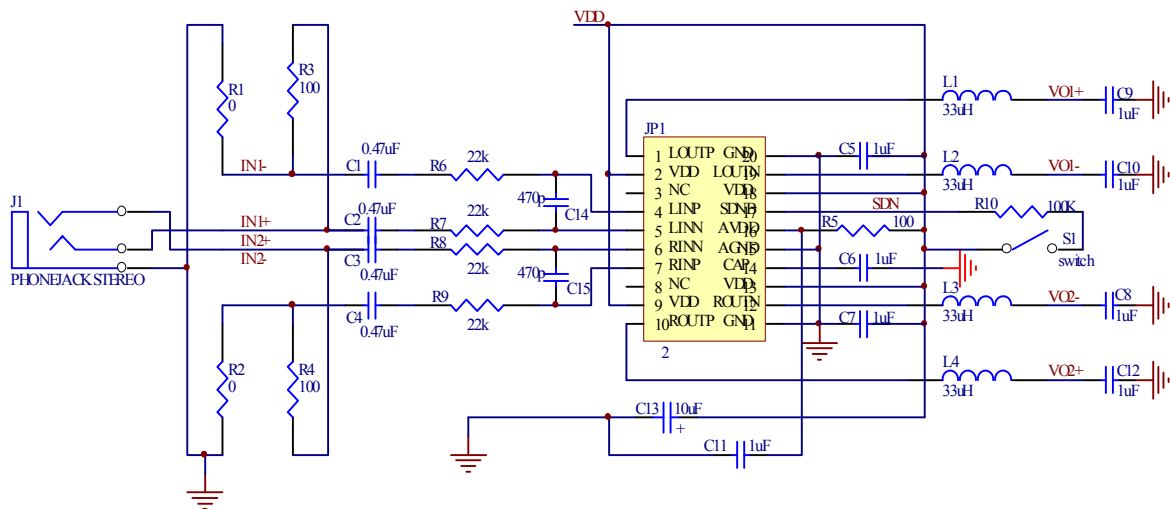 VDD
R1
0
R3
100
L1
33uH
VO1+
C9
1uF
JP1
0.47uF
C1
R6
22k
IN1-
1 LOUTP GND 20
2 VDD LOUTN 19
3 NC VDD 18
4 LINP SDNB 17
5 LINN AVDD 16
6 RINN AGND 15
7 RINP CAP 14
8 NC VDD 13
9 VDD ROUTN 12
10 ROUTP GND 11
2
C5
1uF
L2
33uH
VO1-
C10
1uF
470p
C14
SDN
R10
100K
R5
100
S1
switch
J1
PHONEJACK STEREO
IN1+
IN2+
IN2-
0.47uF
C2
C3
0.47uF
R7
22k
R8
22k
470p
C15
C6
1uF
C4
0.47uF
R9
22k
L3
33uH
VO2-
C8
1uF
C7
1uF
R2
0
R4
100
L4
33uH
VO2+
C12
1uF
C13
10uF
+
C11
1uF